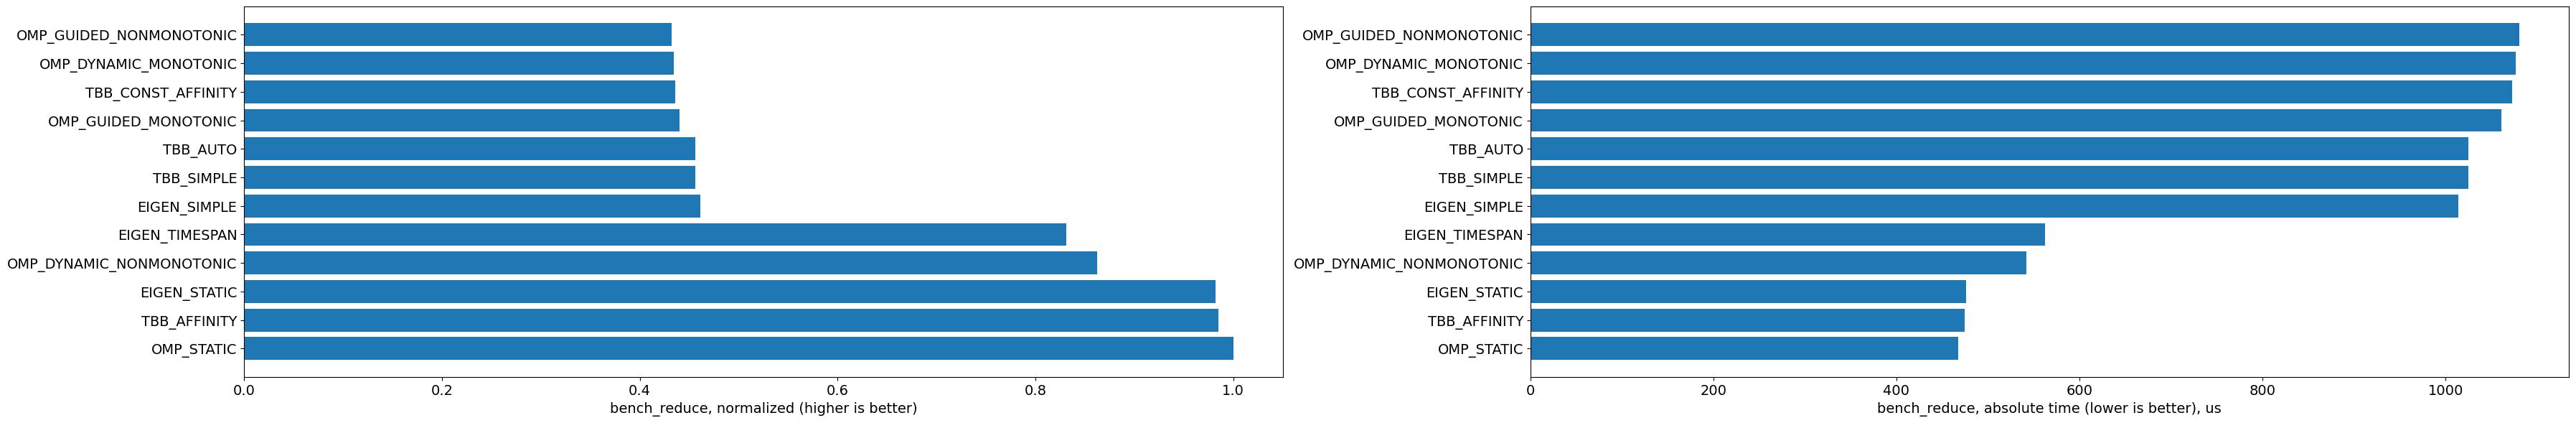 OMP_GUIDED_NONMONOTONIC
OMP_DYNAMIC_MONOTONIC
TBB_CONST_AFFINITY
OMP_GUIDED_MONOTONIC
TBB_AUTO
TBB_SIMPLE
EIGEN_SIMPLE
EIGEN_TIMESPAN
OMP_DYNAMIC_NONMONOTONIC
EIGEN_STATIC
TBB_AFFINITY
OMP_STATIC
0.0 0.2 0.4 0.6 0.8 1.0
bench_reduce, normalized (higher is better)
OMP_GUIDED_NONMONOTONIC
OMP_DYNAMIC_MONOTONIC
TBB_CONST_AFFINITY
OMP_GUIDED_MONOTONIC
TBB_AUTO
TBB_SIMPLE
EIGEN_SIMPLE
EIGEN_TIMESPAN
OMP_DYNAMIC_NONMONOTONIC
EIGEN_STATIC
TBB_AFFINITY
OMP_STATIC
0 200 400 600 800 1000
bench_reduce, absolute time (lower is better), us